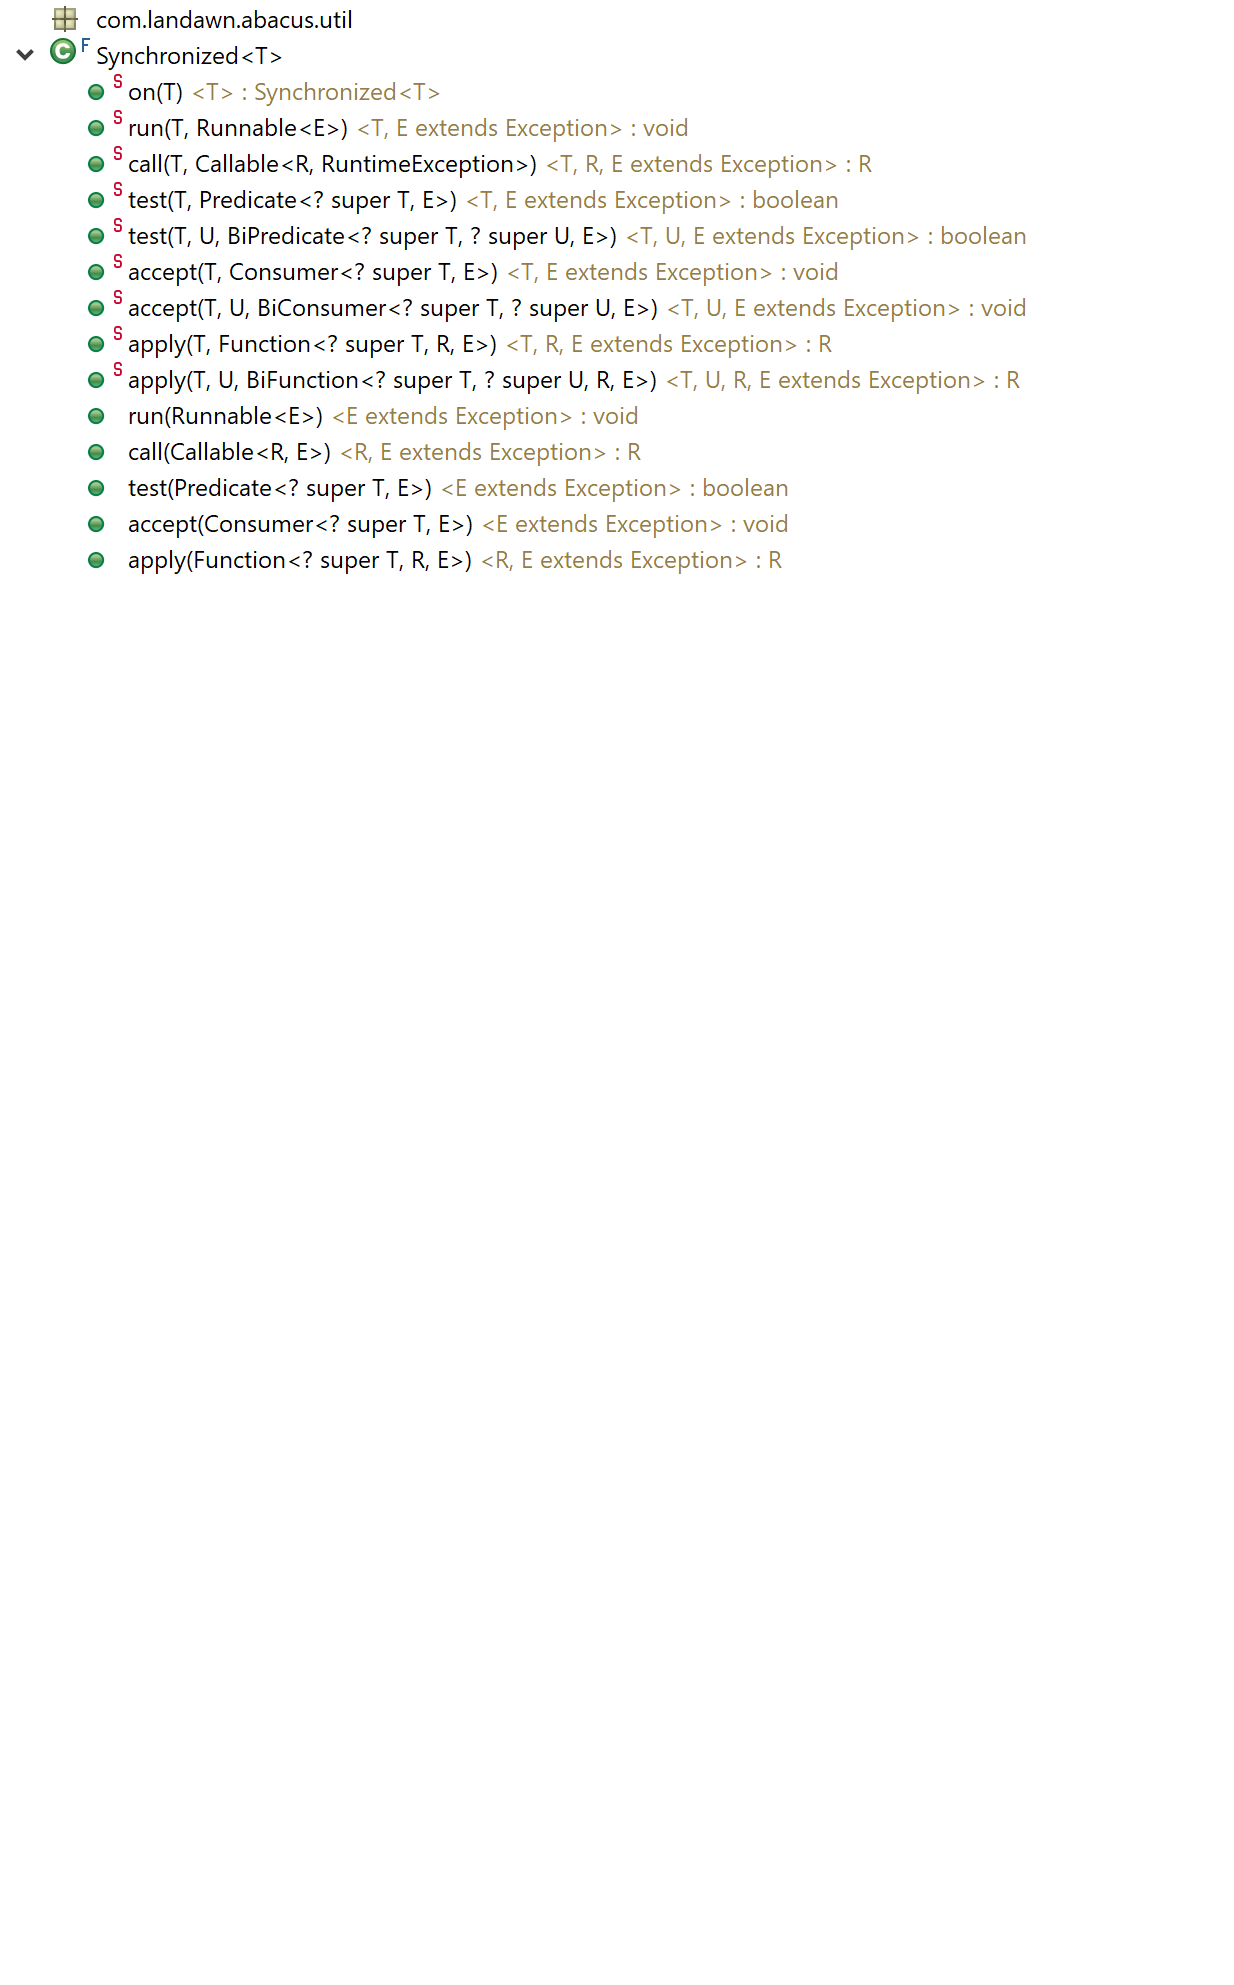 com.landawn.abacus.util
C F Synchronized<T>
S on(T) <T> : Synchronized<T>
S run(T, Runnable<E>) <T, E extends Exception> : void
S call(T, Callable<R, RuntimeException>) <T, R, E extends Exception> : R
S test(T, Predicate<? super T, E>) <T, E extends Exception> : boolean
S test(T, U, BiPredicate<? super T, ? super U, E>) <T, U, E extends Exception> : boolean
S accept(T, Consumer<? super T, E>) <T, E extends Exception> : void
S accept(T, U, BiConsumer<? super T, ? super U, E>) <T, U, E extends Exception> : void
S apply(T, Function<? super T, R, E>) <T, R, E extends Exception> : R
S apply(T, U, BiFunction<? super T, ? super U, R, E>) <T, U, R, E extends Exception> : R
run(Runnable<E>) <E extends Exception> : void
call(Callable<R, E>) <R, E extends Exception> : R
test(Predicate<? super T, E>) <E extends Exception> : boolean
accept(Consumer<? super T, E>) <E extends Exception> : void
apply(Function<? super T, R, E>) <R, E extends Exception> : R